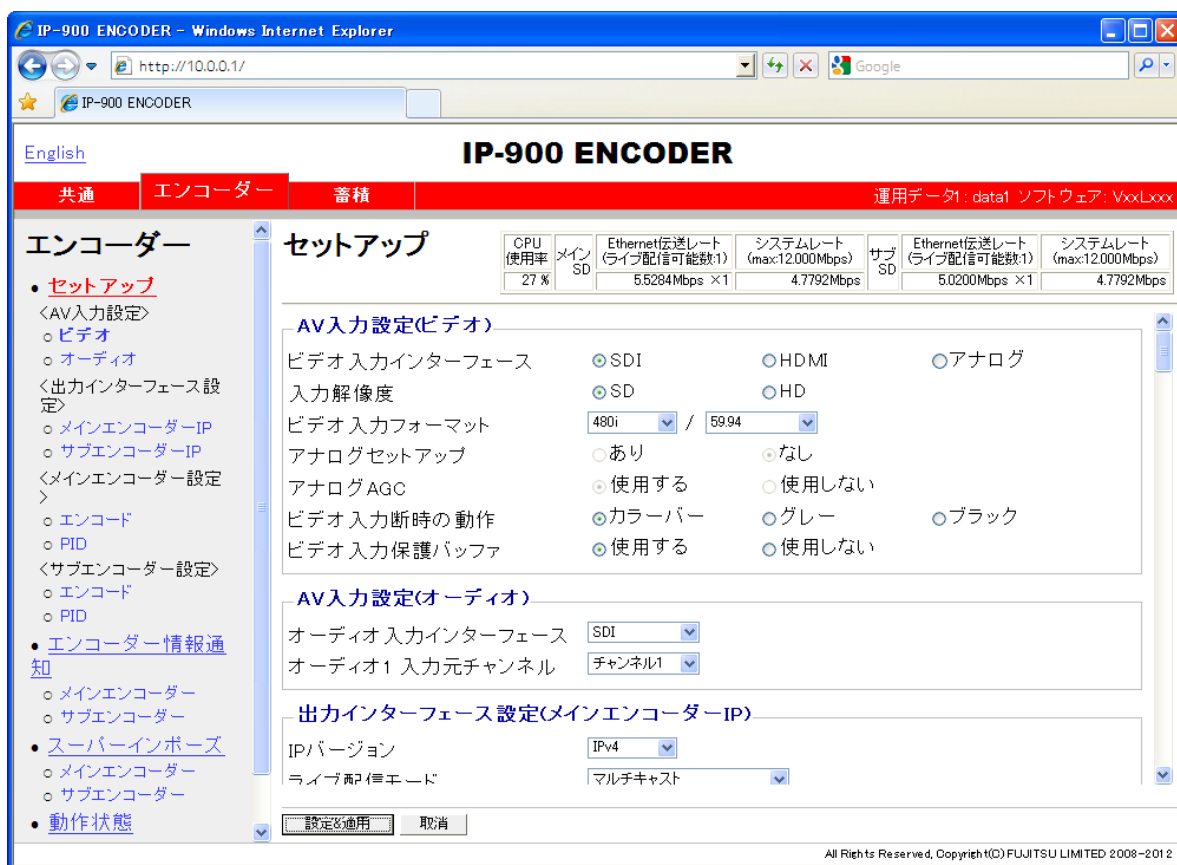 IP-900 ENCODER - Windows Internet Explorer
http://10.0.0.1/
Google
IP-900 ENCODER
English
IP-900 ENCODER
共通 エンコーダー 蓄積
運用データ1 : data1 ソフトウェア: VxxLxxx
エンコーダー
セットアップ
<AV入力設定>
ビデオ
オーディオ
<出力インターフェース設
定>
メインエンコーダーIP
サブエンコーダーIP
<メインエンコーダー設定
>
エンコード
PID
<サブエンコーダー設定>
エンコード
PID
エンコーダー情報通
知
メインエンコーダー
サブエンコーダー
スーパーインポーズ
メインエンコーダー
サブエンコーダー
動作状態
セットアップ
CPU使用率 メインSD Ethernet伝送レート(ライブ配信可能数:1) システムレート(max:12.000Mbps) サブSD Ethernet伝送レート(ライブ配信可能数:1) システムレート(max:12.000Mbps)
27 % 5.5284Mbps ×1 4.7792Mbps 5.0200Mbps ×1 4.7792Mbps
AV入力設定(ビデオ)
ビデオ入力インターフェース SDI HDMI アナログ
入力解像度 SD HD
ビデオ入力フォーマット 480i / 59.94
アナログセットアップ あり なし
アナログAGC 使用する 使用しない
ビデオ入力断時の動作 カラーバー グレー ブラック
ビデオ入力保護バッファ 使用する 使用しない
AV入力設定(オーディオ)
オーディオ入力インターフェース SDI
オーディオ1 入力元チャンネル チャンネル1
出力インターフェース設定(メインエンコーダーIP)
IPバージョン IPv4
ライブ配信モード マルチキャスト
設定&適用 取消
All Rights Reserved, Copyright(C) FUJITSU LIMITED 2008-2012